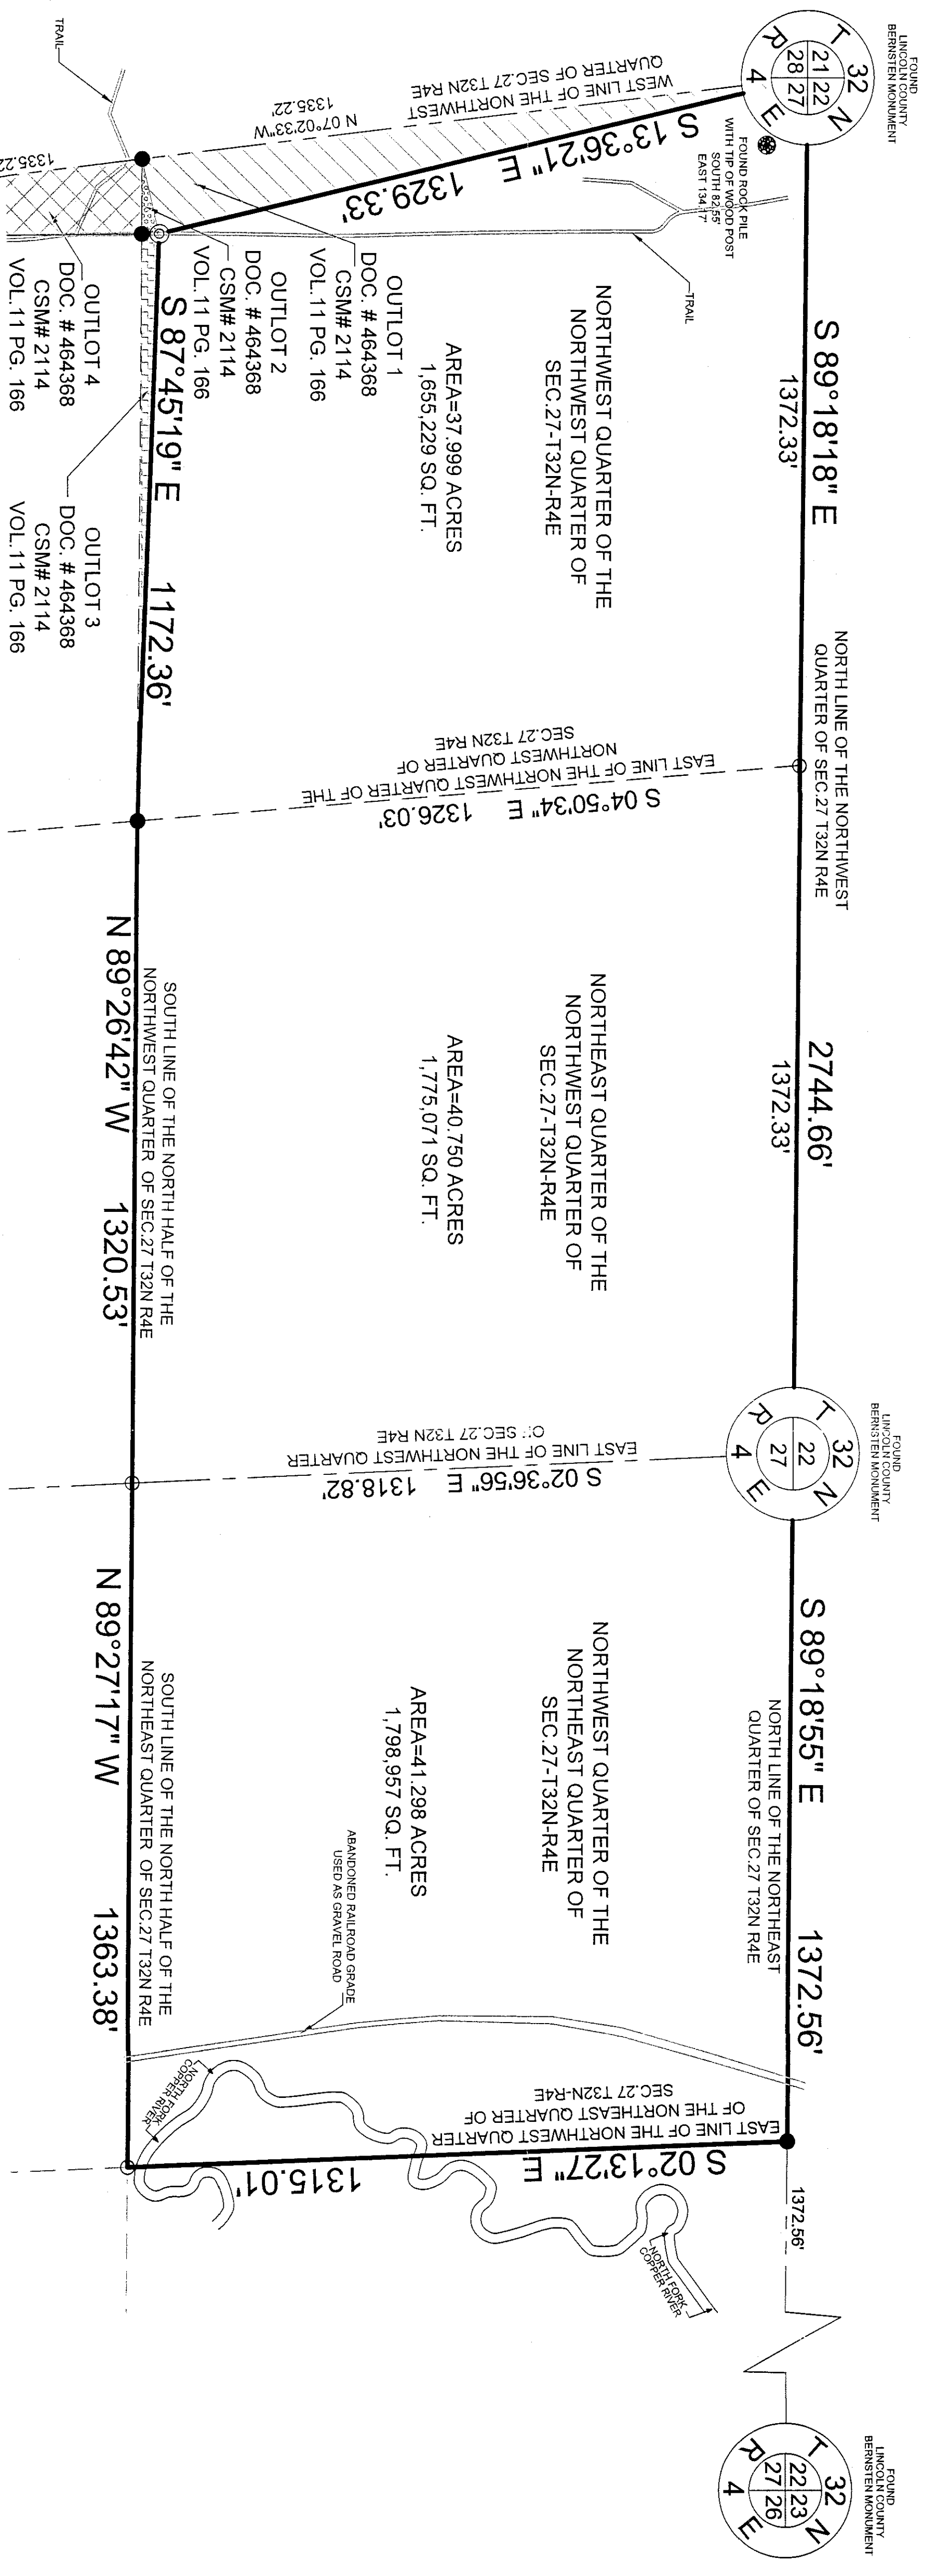 FOUND
LINCOLN COUNTY
BERNSTEN MONUMENT
T 32 N
R 4 E
21 22
28 27
FOUND ROCK PILE
WITH TIP OF WOOD POST
SOUTH 82.55'
EAST 134.17'
S 89°18'18" E
2744.66'
1372.33'
1372.33'
NORTH LINE OF THE NORTHWEST
QUARTER OF SEC.27 T32N R4E
FOUND
LINCOLN COUNTY
BERNSTEN MONUMENT
T 32 N
R 4 E
22
27
S 89°18'55" E
1372.56'
NORTH LINE OF THE NORTHEAST
QUARTER OF SEC.27 T32N R4E
1372.56'
FOUND
LINCOLN COUNTY
BERNSTEN MONUMENT
T 32 N
R 4 E
22 23
27 26
WEST LINE OF THE NORTHWEST
QUARTER OF SEC.27 T32N R4E
N 07°02'33"W
1335.22'
1335.22'
S 13°36'21" E
1329.33'
TRAIL
TRAIL
NORTHWEST QUARTER OF THE
NORTHWEST QUARTER OF
SEC.27-T32N-R4E
AREA=37.999 ACRES
1,655,229 SQ. FT.
OUTLOT 1
DOC. # 464368
CSM# 2114
VOL.11 PG. 166
OUTLOT 2
DOC. # 464368
CSM# 2114
VOL.11 PG. 166
S 87°45'19" E
1172.36'
OUTLOT 4
DOC. # 464368
CSM# 2114
VOL.11 PG. 166
OUTLOT 3
DOC. # 464368
CSM# 2114
VOL.11 PG. 166
EAST LINE OF THE NORTHWEST QUARTER OF THE
NORTHWEST QUARTER OF
SEC.27 T32N R4E
S 04°50'34" E 1326.03'
NORTHEAST QUARTER OF THE
NORTHWEST QUARTER OF
SEC.27-T32N-R4E
AREA=40.750 ACRES
1,775,071 SQ. FT.
SOUTH LINE OF THE NORTH HALF OF THE
NORTHWEST QUARTER OF SEC.27 T32N R4E
N 89°26'42" W
1320.53'
EAST LINE OF THE NORTHWEST QUARTER
OF SEC.27 T32N R4E
S 02°36'56" E 1318.82'
NORTHWEST QUARTER OF THE
NORTHEAST QUARTER OF
SEC.27-T32N-R4E
AREA=41.298 ACRES
1,798,957 SQ. FT.
ABANDONED RAILROAD GRADE
USED AS GRAVEL ROAD
SOUTH LINE OF THE NORTH HALF OF THE
NORTHEAST QUARTER OF SEC.27 T32N R4E
N 89°27'17" W
1363.38'
EAST LINE OF THE NORTHWEST QUARTER
OF THE NORTHEAST QUARTER OF
SEC.27 T32N-R4E
S 02°13'27" E
1315.01'
NORTH FORK
COPPER RIVER
NORTH FORK
COPPER RIVER